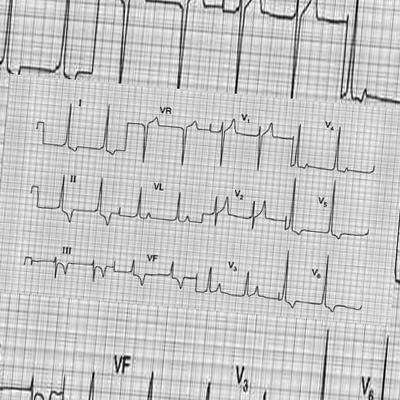 I VR V₁ V₄
II VL V₂ V₅
III VF V₃ V₆
VF V₃ V₆